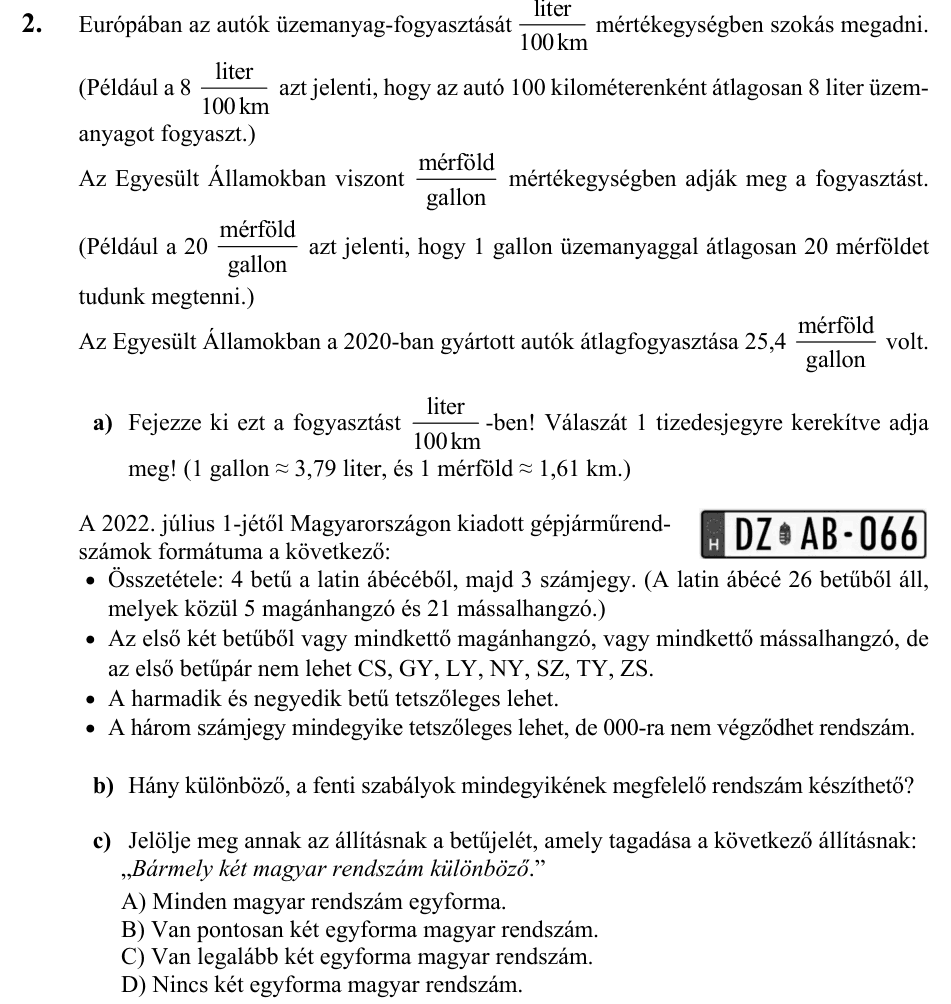 2. Európában az autók üzemanyag-fogyasztását liter/100 km mértékegységben szokás megadni.
(Például a 8 liter/100 km azt jelenti, hogy az autó 100 kilométerenként átlagosan 8 liter üzem-
anyagot fogyaszt.)
Az Egyesült Államokban viszont mérföld/gallon mértékegységben adják meg a fogyasztást.
(Például a 20 mérföld/gallon azt jelenti, hogy 1 gallon üzemanyaggal átlagosan 20 mérföldet
tudunk megtenni.)
Az Egyesült Államokban a 2020-ban gyártott autók átlagfogyasztása 25,4 mérföld/gallon volt.
a) Fejezze ki ezt a fogyasztást liter/100 km -ben! Válaszát 1 tizedesjegyre kerekítve adja
meg! (1 gallon ≈ 3,79 liter, és 1 mérföld ≈ 1,61 km.)
A 2022. július 1-jétől Magyarországon kiadott gépjárműrend-
számok formátuma a következő:
H DZ AB-066
• Összetétele: 4 betű a latin ábécéből, majd 3 számjegy. (A latin ábécé 26 betűből áll,
melyek közül 5 magánhangzó és 21 mássalhangzó.)
• Az első két betűből vagy mindkettő magánhangzó, vagy mindkettő mássalhangzó, de
az első betűpár nem lehet CS, GY, LY, NY, SZ, TY, ZS.
• A harmadik és negyedik betű tetszőleges lehet.
• A három számjegy mindegyike tetszőleges lehet, de 000-ra nem végződhet rendszám.
b) Hány különböző, a fenti szabályok mindegyikének megfelelő rendszám készíthető?
c) Jelölje meg annak az állításnak a betűjelét, amely tagadása a következő állításnak:
„Bármely két magyar rendszám különböző.”
A) Minden magyar rendszám egyforma.
B) Van pontosan két egyforma magyar rendszám.
C) Van legalább két egyforma magyar rendszám.
D) Nincs két egyforma magyar rendszám.